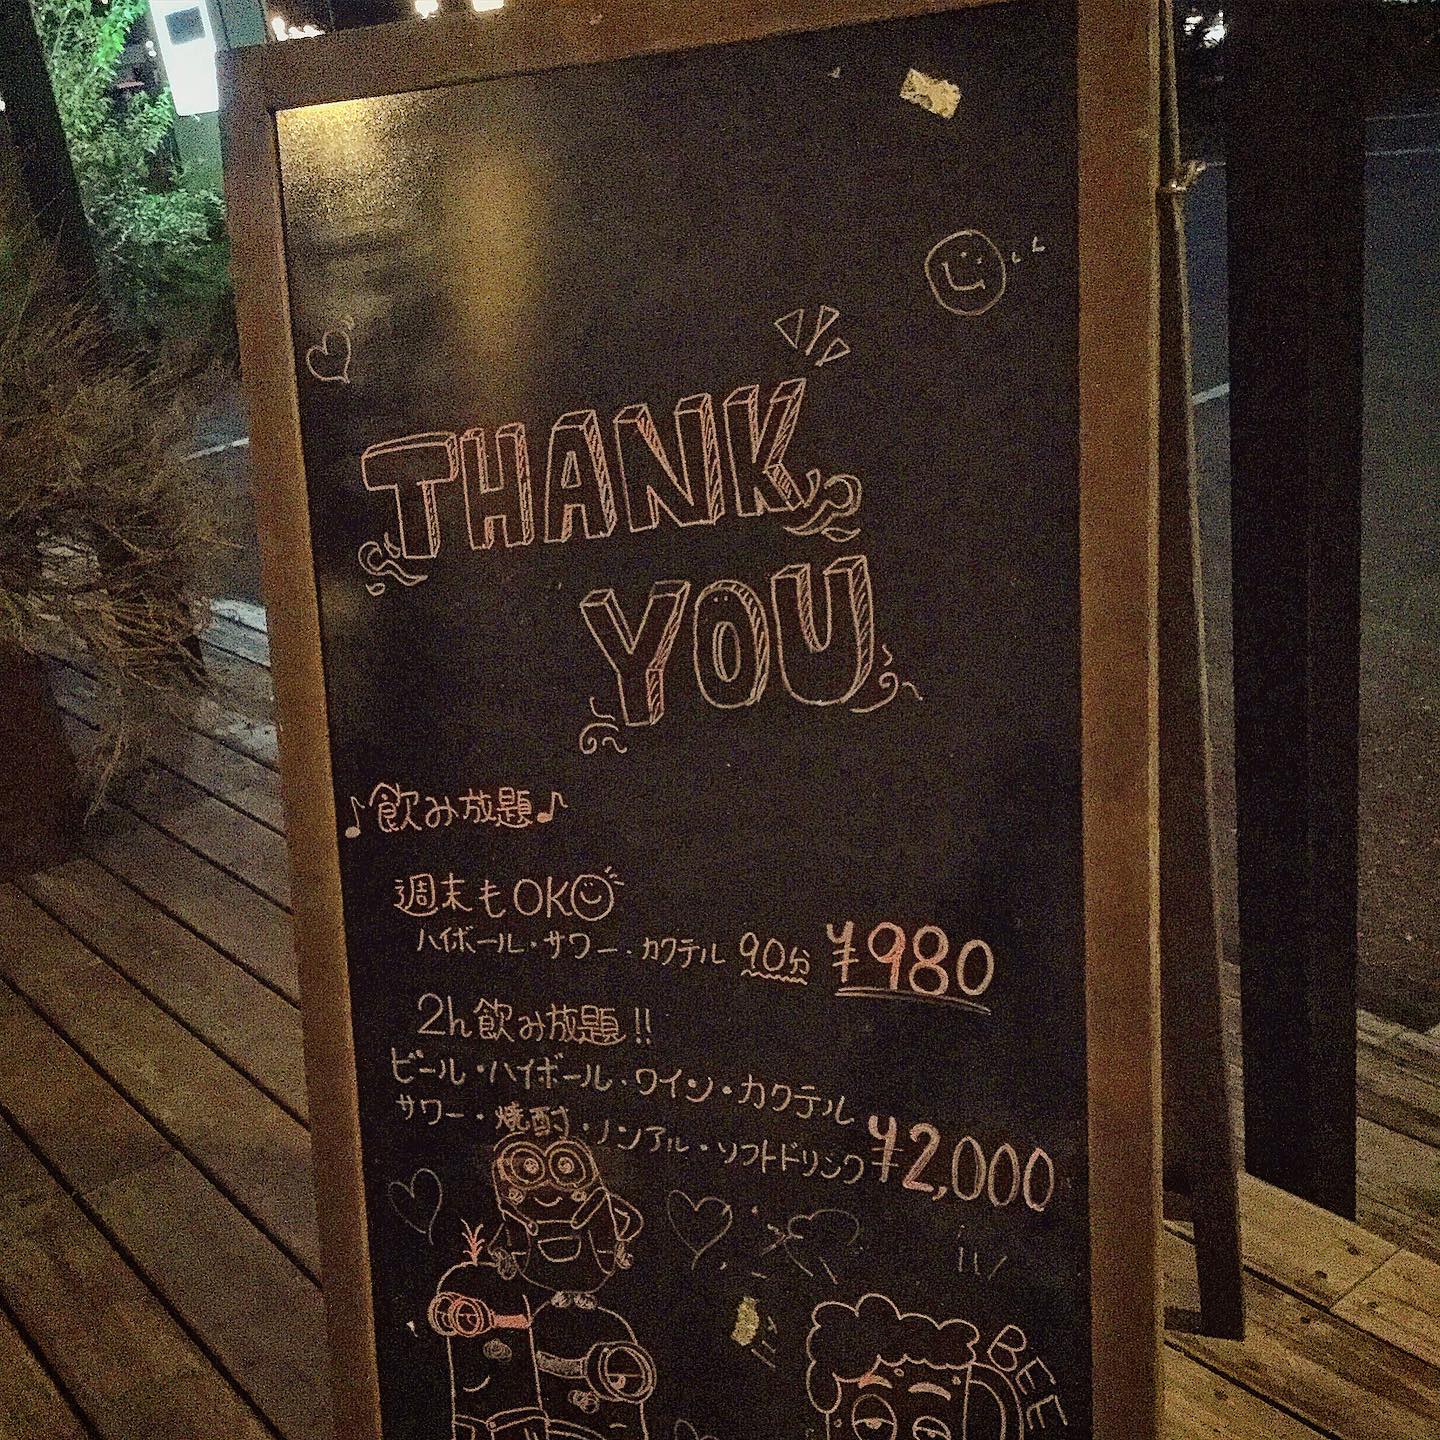 THANK
YOU
♪飲み放題♪
週末もOK
ハイボール・サワー・カクテル 90分 ¥980
2h飲み放題!!
ビール・ハイボール・ワイン・カクテル
サワー・焼酎・ノンアル・ソフトドリンク ¥2,000
BEE